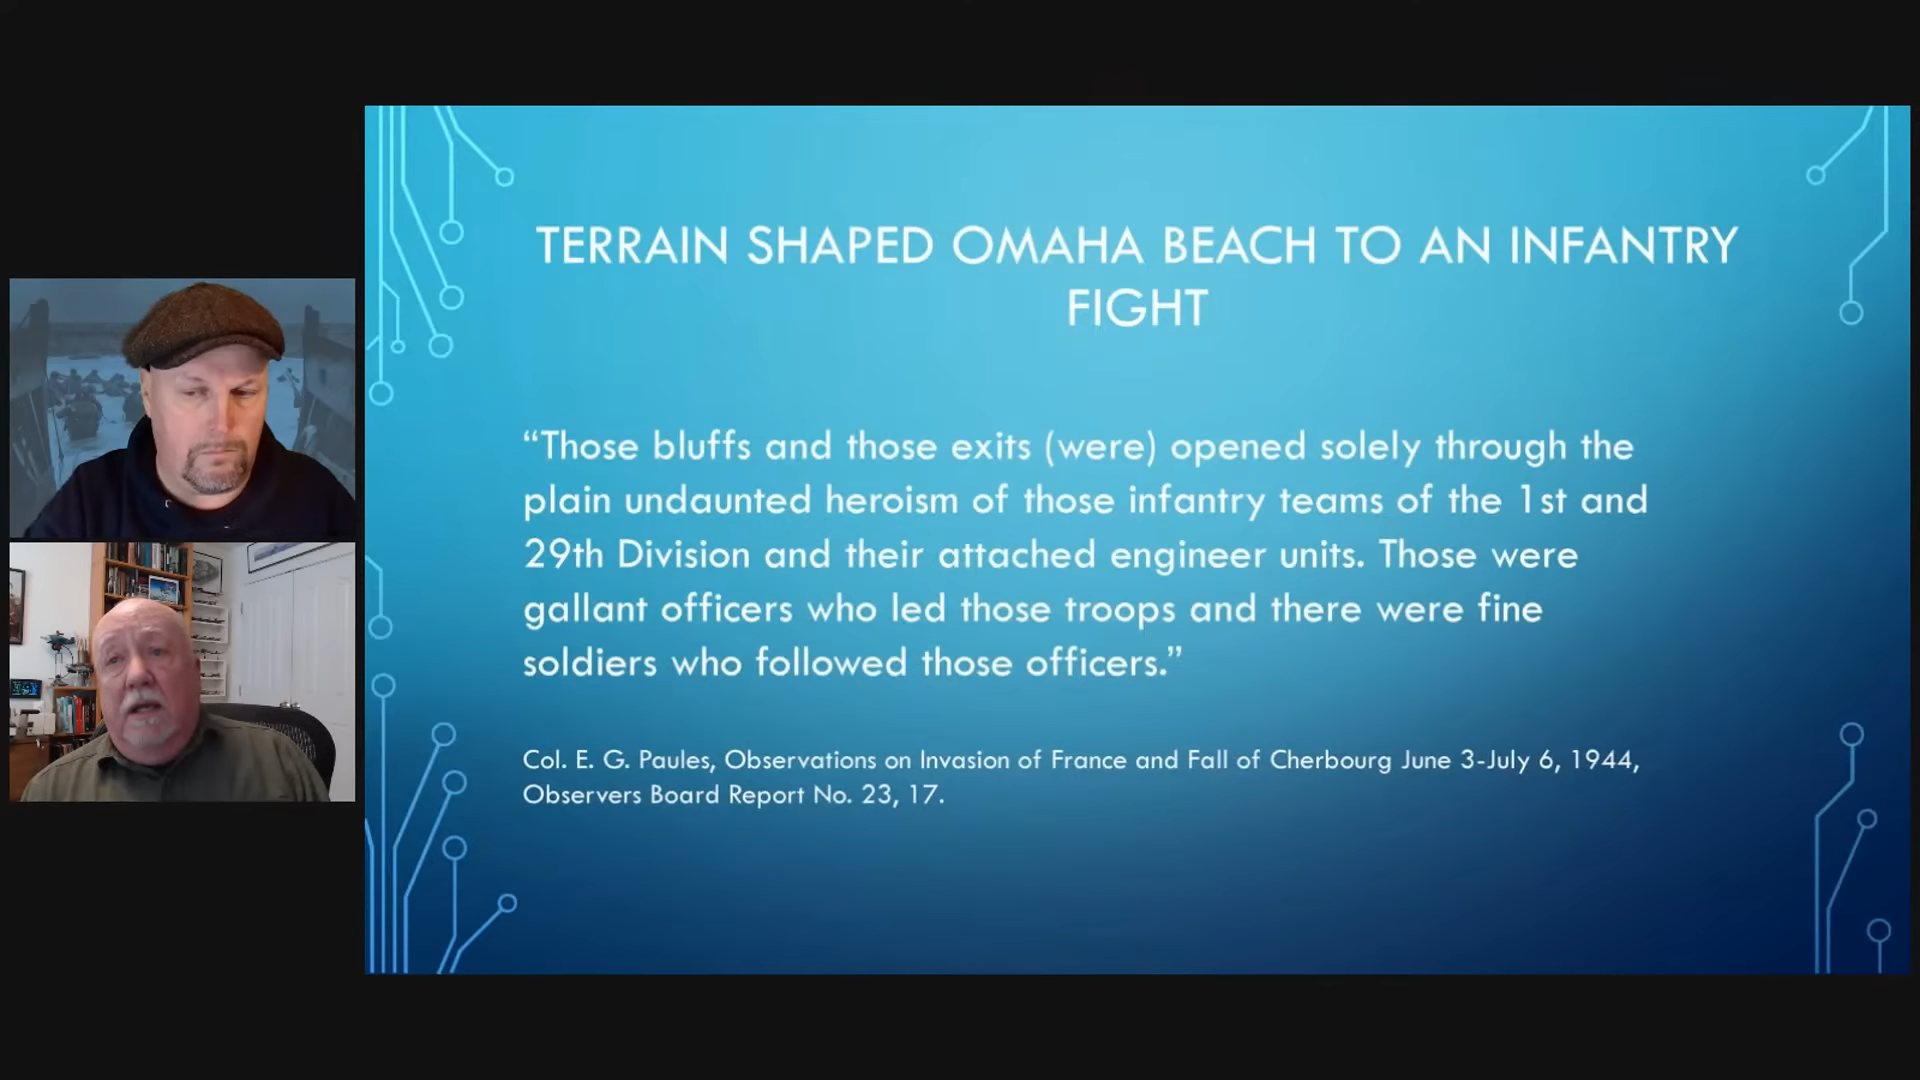 TERRAIN SHAPED OMAHA BEACH TO AN INFANTRY
FIGHT
“Those bluffs and those exits (were) opened solely through the
plain undaunted heroism of those infantry teams of the 1st and
29th Division and their attached engineer units. Those were
gallant officers who led those troops and there were fine
soldiers who followed those officers.”
Col. E. G. Paules, Observations on Invasion of France and Fall of Cherbourg June 3-July 6, 1944,
Observers Board Report No. 23, 17.